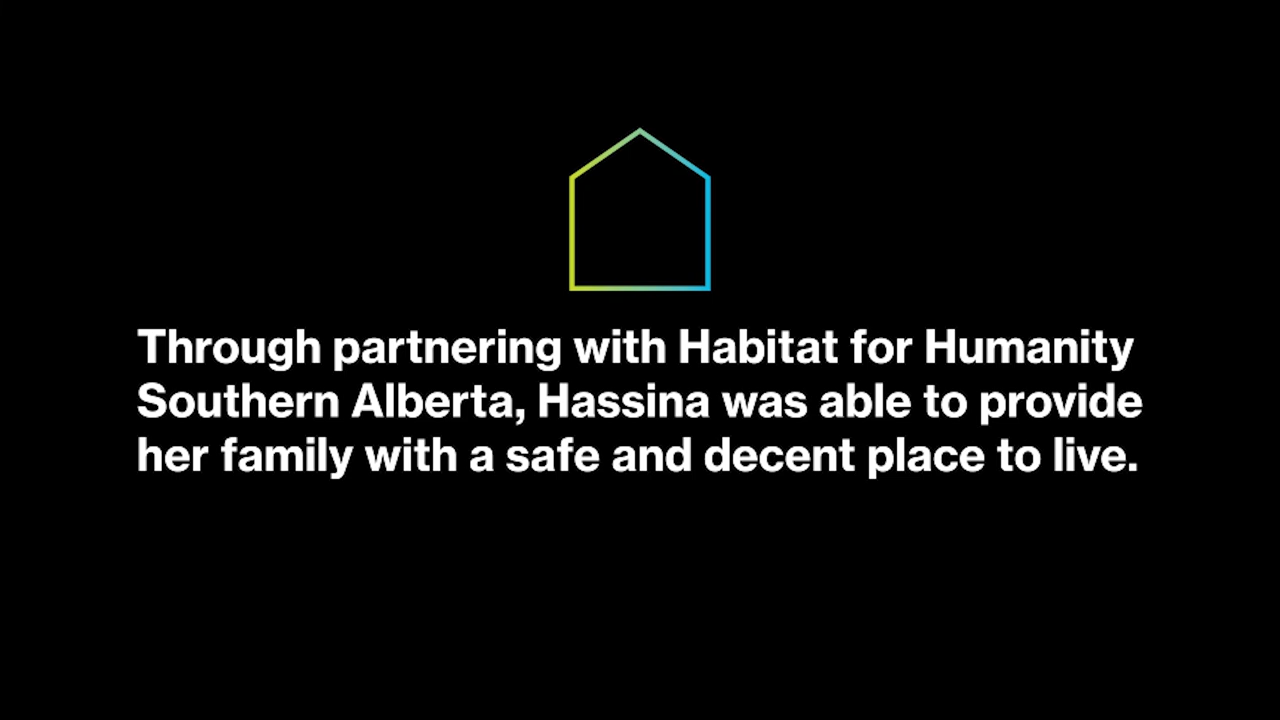 Through partnering with Habitat for Humanity
Southern Alberta, Hassina was able to provide
her family with a safe and decent place to live.